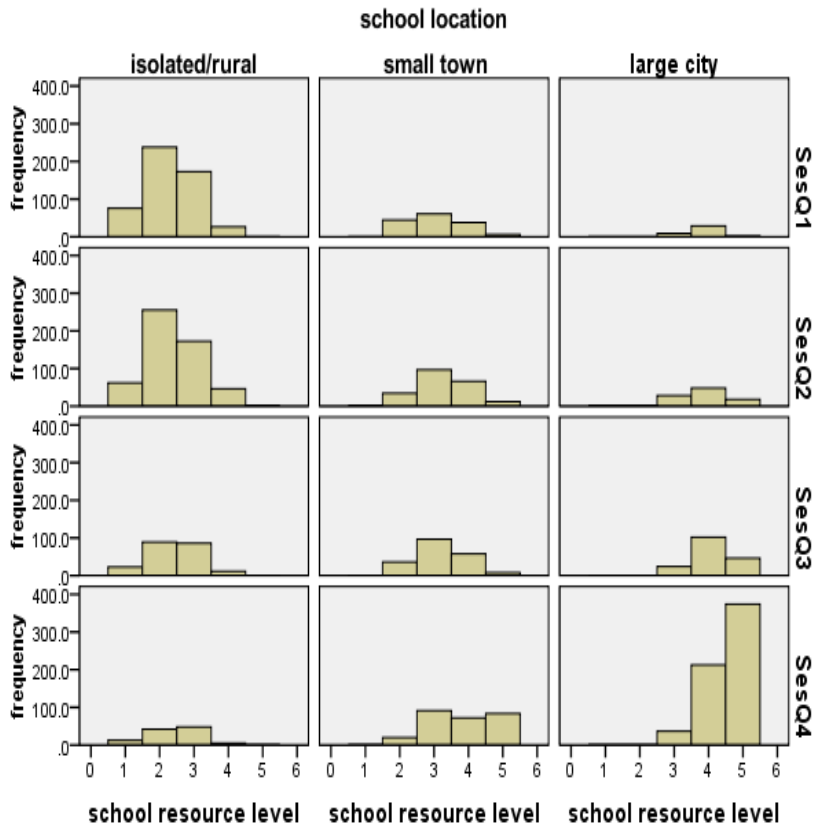 school location
isolated/rural small town large city
400.0
300.0
200.0
100.0
.0
frequency
SesQ1
400.0
300.0
200.0
100.0
.0
frequency
SesQ2
400.0
300.0
200.0
100.0
.0
frequency
SesQ3
400.0
300.0
200.0
100.0
.0
frequency
SesQ4
0 1 2 3 4 5 6 0 1 2 3 4 5 6 0 1 2 3 4 5 6
school resource level school resource level school resource level